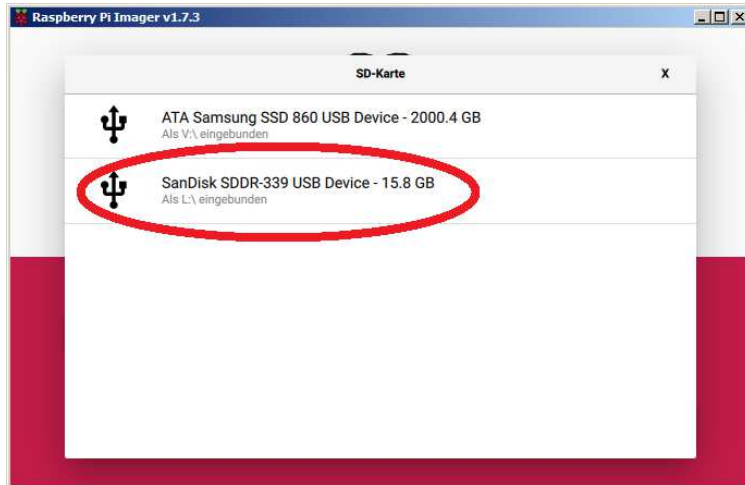 Raspberry Pi Imager v1.7.3
SD-Karte
X
ATA Samsung SSD 860 USB Device - 2000.4 GB
Als V:\ eingebunden
SanDisk SDDR-339 USB Device - 15.8 GB
Als L:\ eingebunden